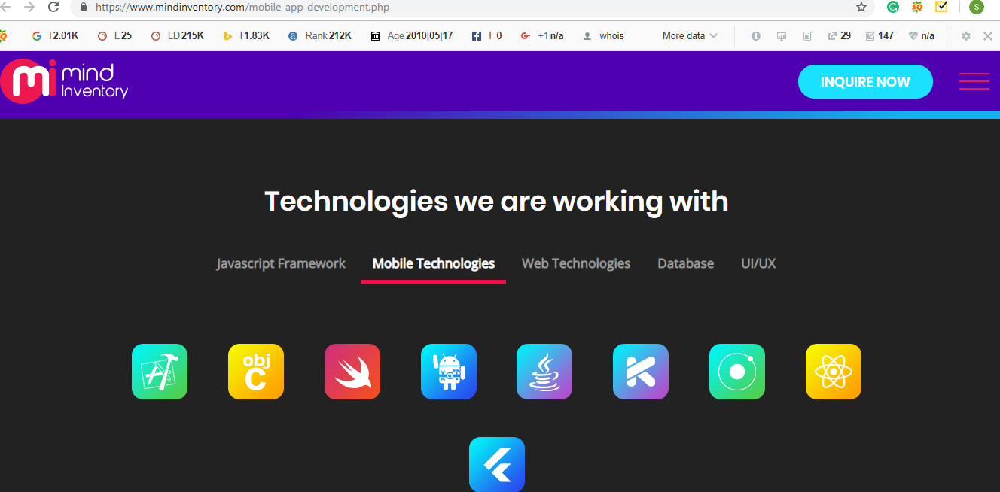 https://www.mindinventory.com/mobile-app-development.php
SQ
S
I 2.01K L 25 LD 215K I 1.83K a Rank 212K Age 2010|05|17 I 0 G+ +1 n/a whois More data 29 147 n/a
mi mind
Inventory
INQUIRE NOW
Technologies we are working with
Javascript Framework Mobile Technologies Web Technologies Database UI/UX
obj
C